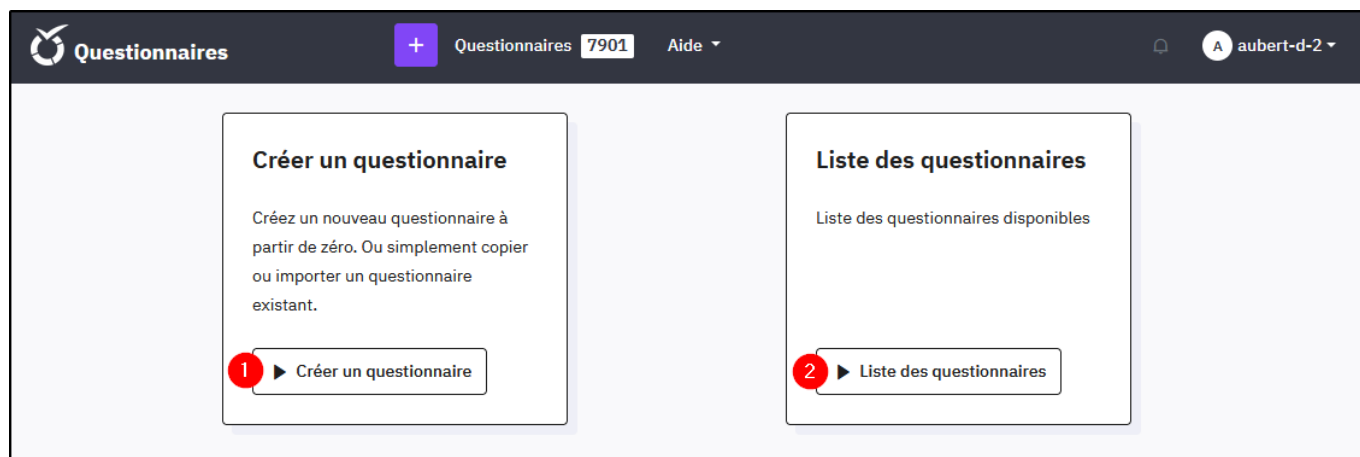 Questionnaires
+ Questionnaires 7901 Aide
A aubert-d-2
Créer un questionnaire
Créez un nouveau questionnaire à
partir de zéro. Ou simplement copier
ou importer un questionnaire
existant.
1 Créer un questionnaire
Liste des questionnaires
Liste des questionnaires disponibles
2 Liste des questionnaires